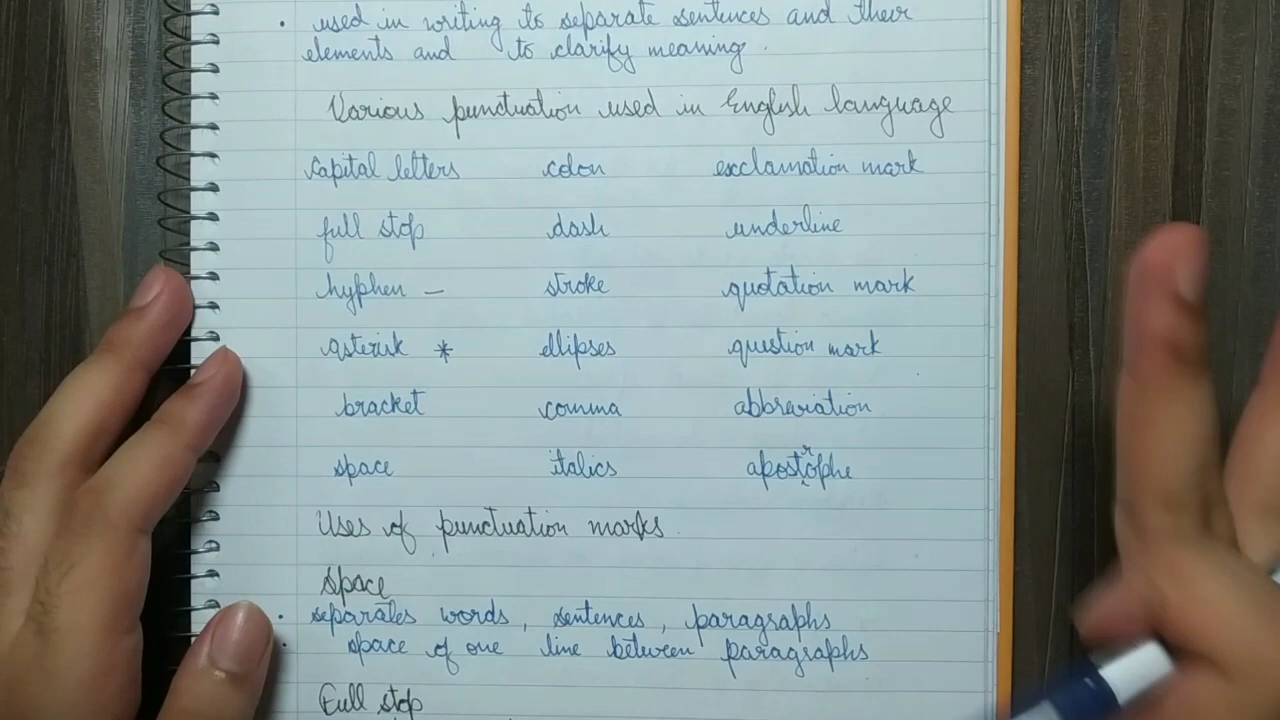 • used in writing to separate sentences and their
elements and to clarify meaning.
Various punctuation used in English language
Capital letters colon exclamation mark
full stop dash underline
hyphen – stroke quotation mark
asterisk * ellipses question mark
bracket comma abbreviation
space italics apostrophe
Uses of punctuation marks.
Space
• separates words, sentences, paragraphs
• space of one line between paragraphs
Full stop